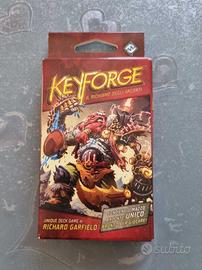 KEYFORGE
IL RICHIAMO DEGLI ARCONTI
UNIQUE DECK GAME di
RICHARD GARFIELD
UNICO
subito